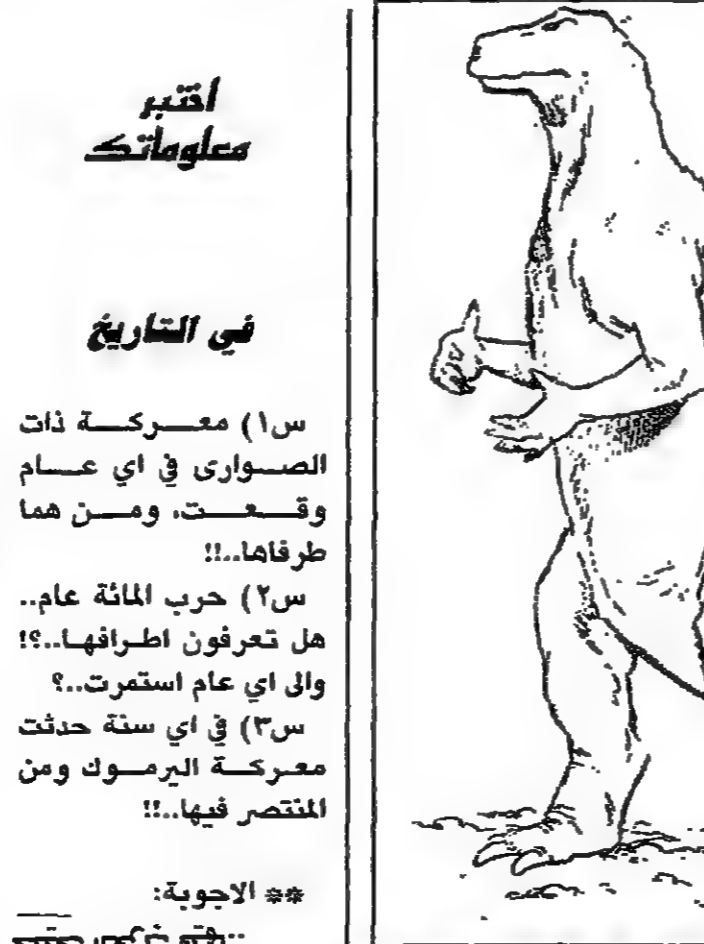 اختبر
معلوماتك
في التاريخ
س١) معركة ذات
الصوارى في اي عام
وقعت، ومن هما
طرفاها..!!
س٢) حرب المائة عام..
هل تعرفون اطرافها..؟!
والى اي عام استمرت..؟
س٣) في اي سنة حدثت
معركة اليرموك ومن
المنتصر فيها..!!
** الاجوبة: